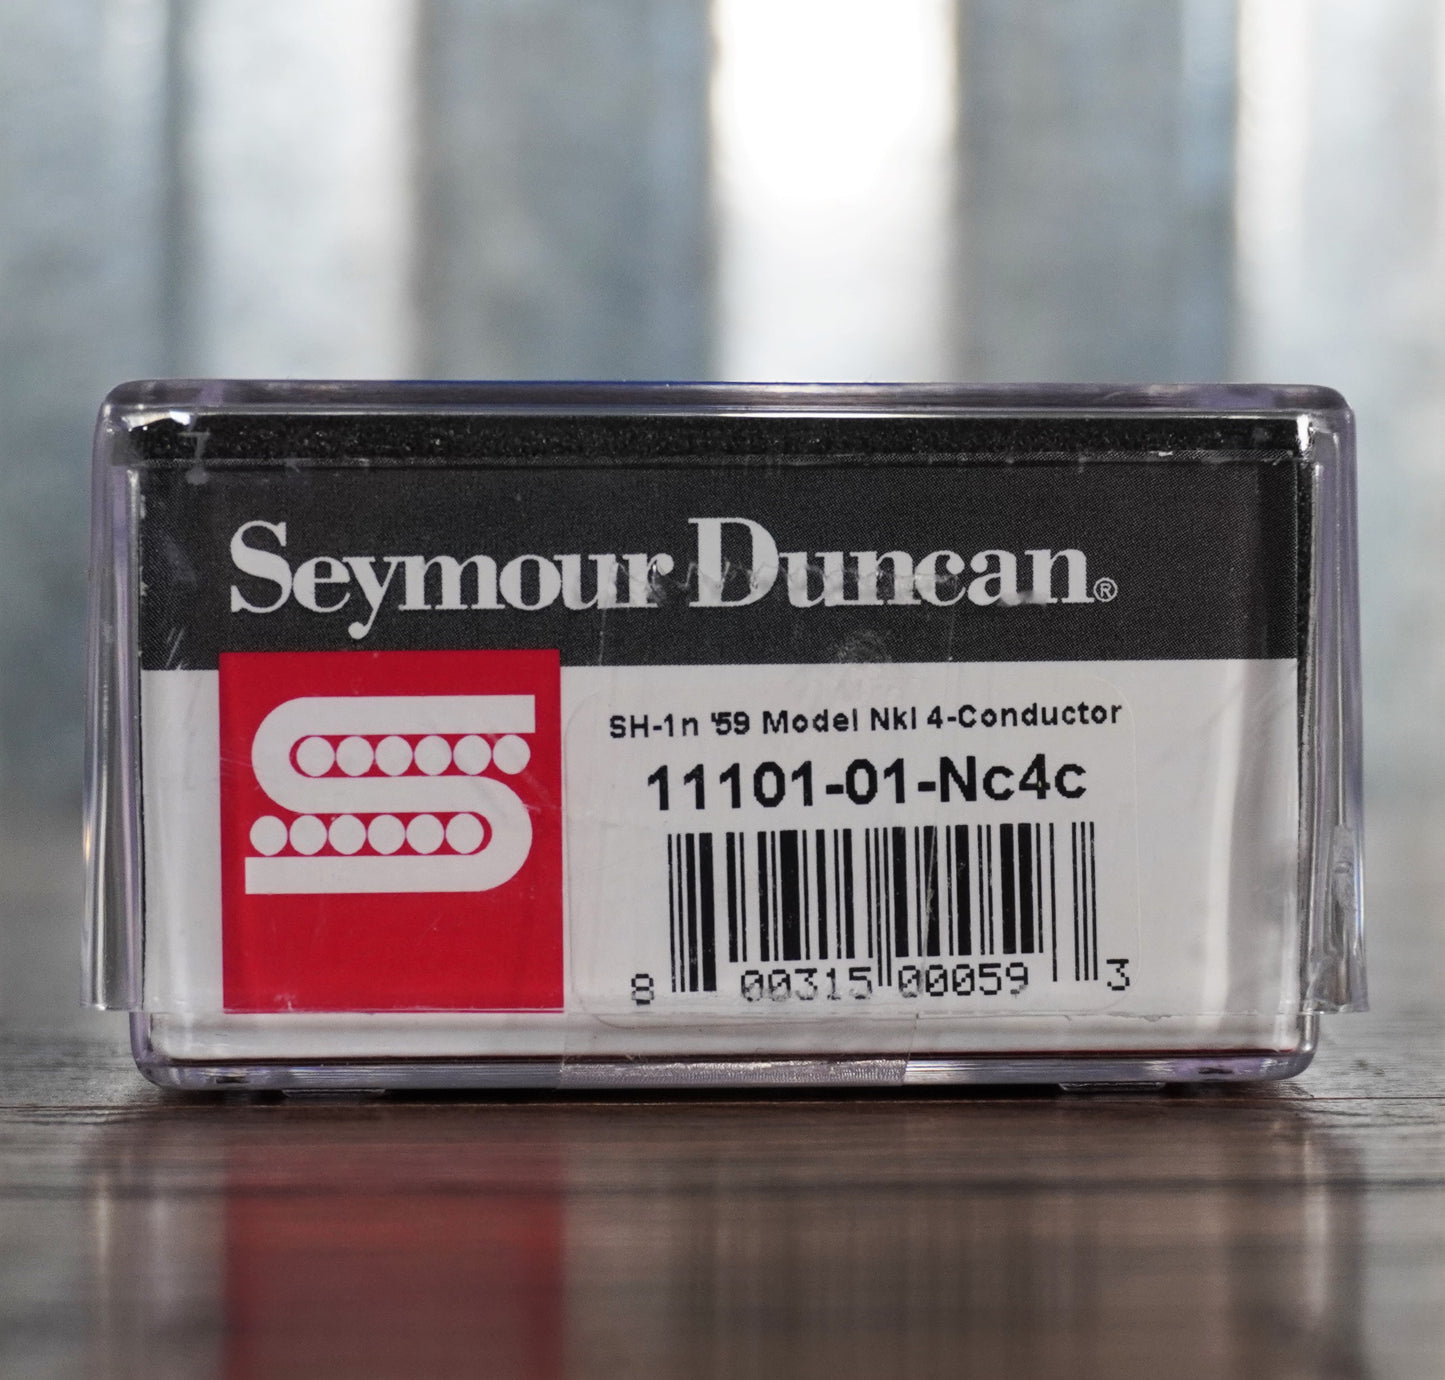 Seymour Duncan®
SH-1n '59 Model Nkl 4-Conductor
11101-01-Nc4c
8 00315 00059 3